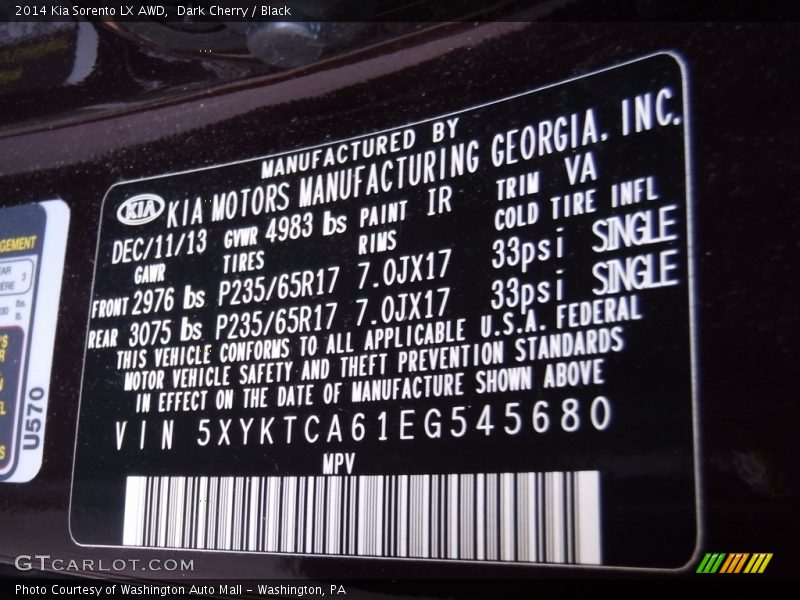 2014 Kia Sorento LX AWD, Dark Cherry / Black
MANUFACTURED BY
KIA KIA MOTORS MANUFACTURING GEORGIA. INC.
DEC/11/13 GVWR 4983 lbs PAINT IR TRIM VA
GAWR TIRES RIMS COLD TIRE INFL
FRONT 2976 lbs P235/65R17 7.0JX17 33psi SINGLE
REAR 3075 lbs P235/65R17 7.0JX17 33psi SINGLE
THIS VEHICLE CONFORMS TO ALL APPLICABLE U.S.A. FEDERAL
MOTOR VEHICLE SAFETY AND THEFT PREVENTION STANDARDS
IN EFFECT ON THE DATE OF MANUFACTURE SHOWN ABOVE
VIN 5XYKTCA61EG545680
MPV
U570
GTCARLOT.COM
Photo Courtesy of Washington Auto Mall - Washington, PA